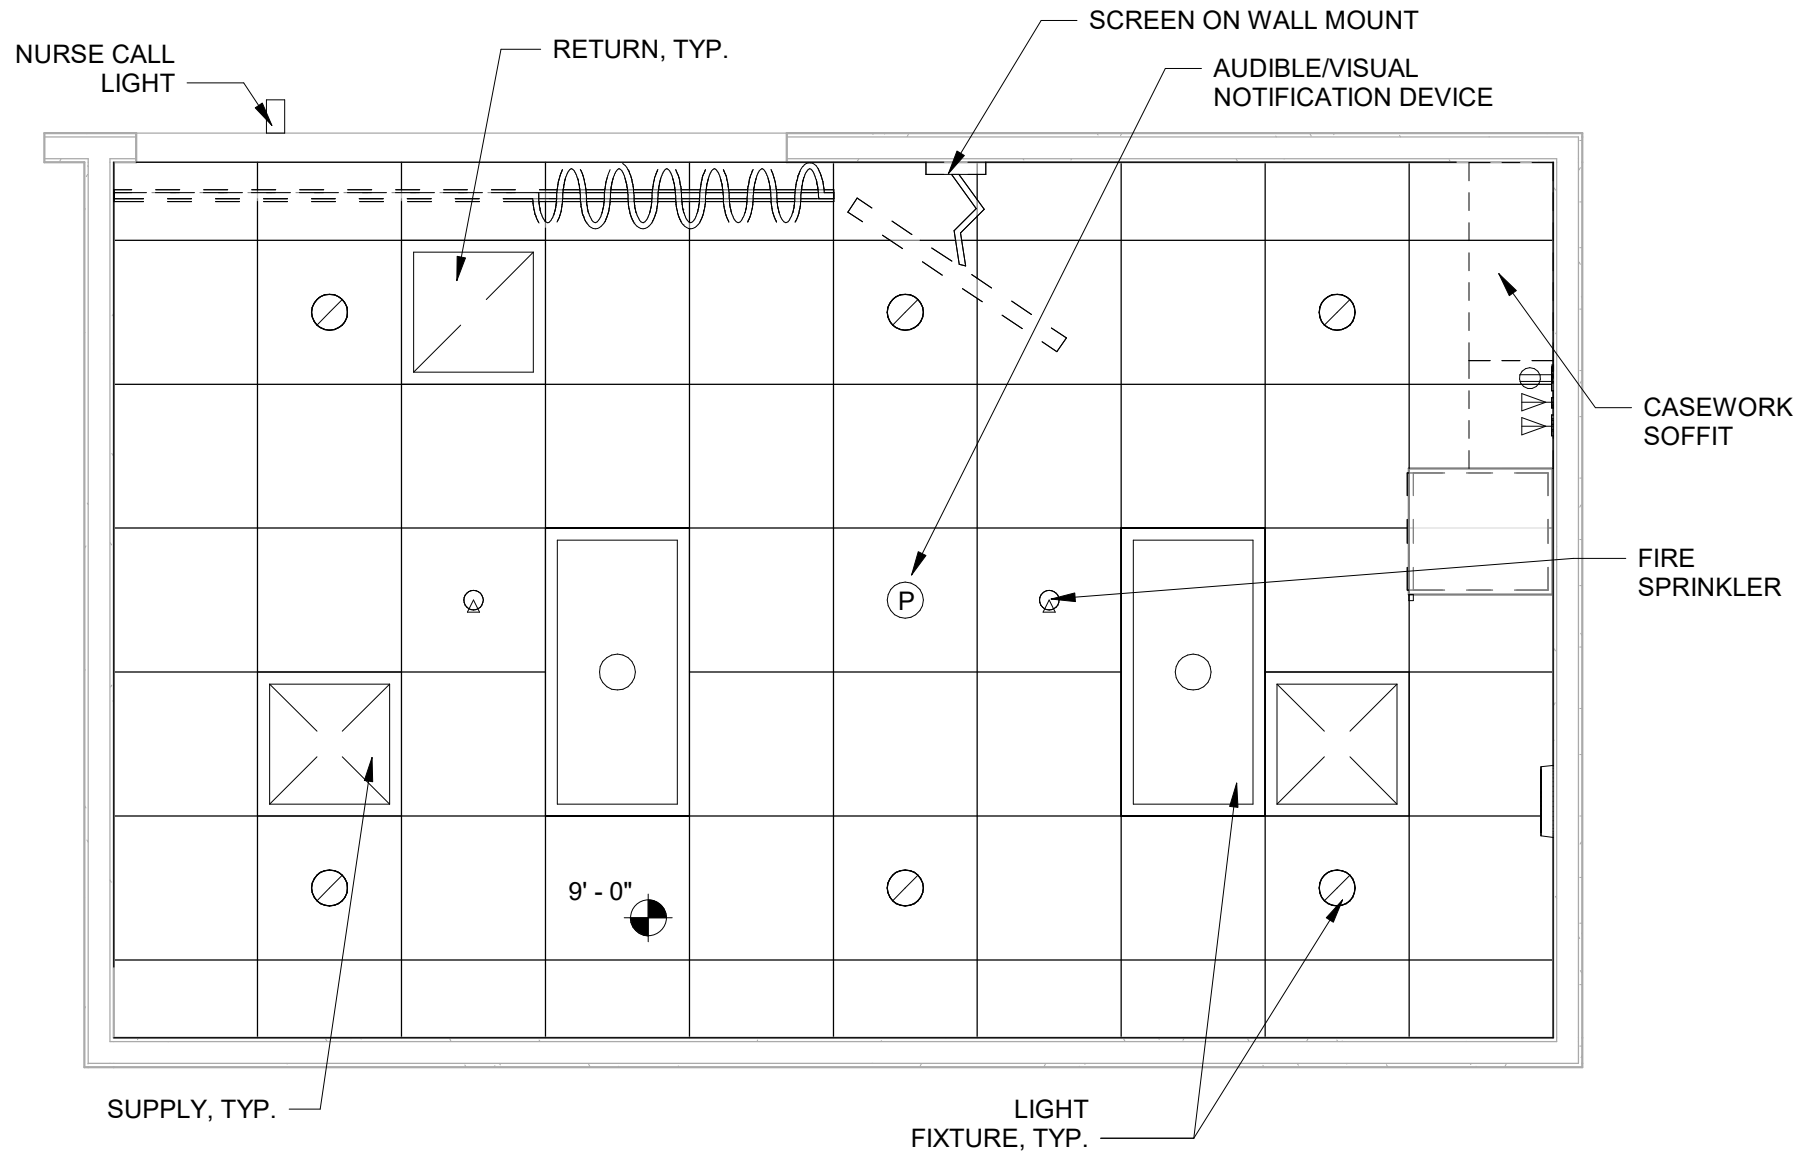 SCREEN ON WALL MOUNT
NURSE CALL
LIGHT
RETURN, TYP.
AUDIBLE/VISUAL
NOTIFICATION DEVICE
CASEWORK
SOFFIT
FIRE
SPRINKLER
P
9' - 0"
SUPPLY, TYP.
LIGHT
FIXTURE, TYP.